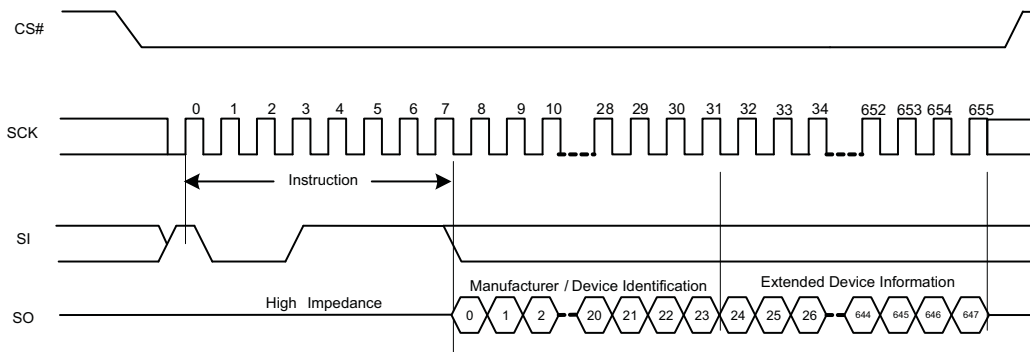 CS#
0 1 2 3 4 5 6 7 8 9 10 28 29 30 31 32 33 34 652 653 654 655
SCK
Instruction
SI
Manufacturer / Device Identification Extended Device Information
High Impedance
SO
0 1 2 20 21 22 23 24 25 26 644 645 646 647